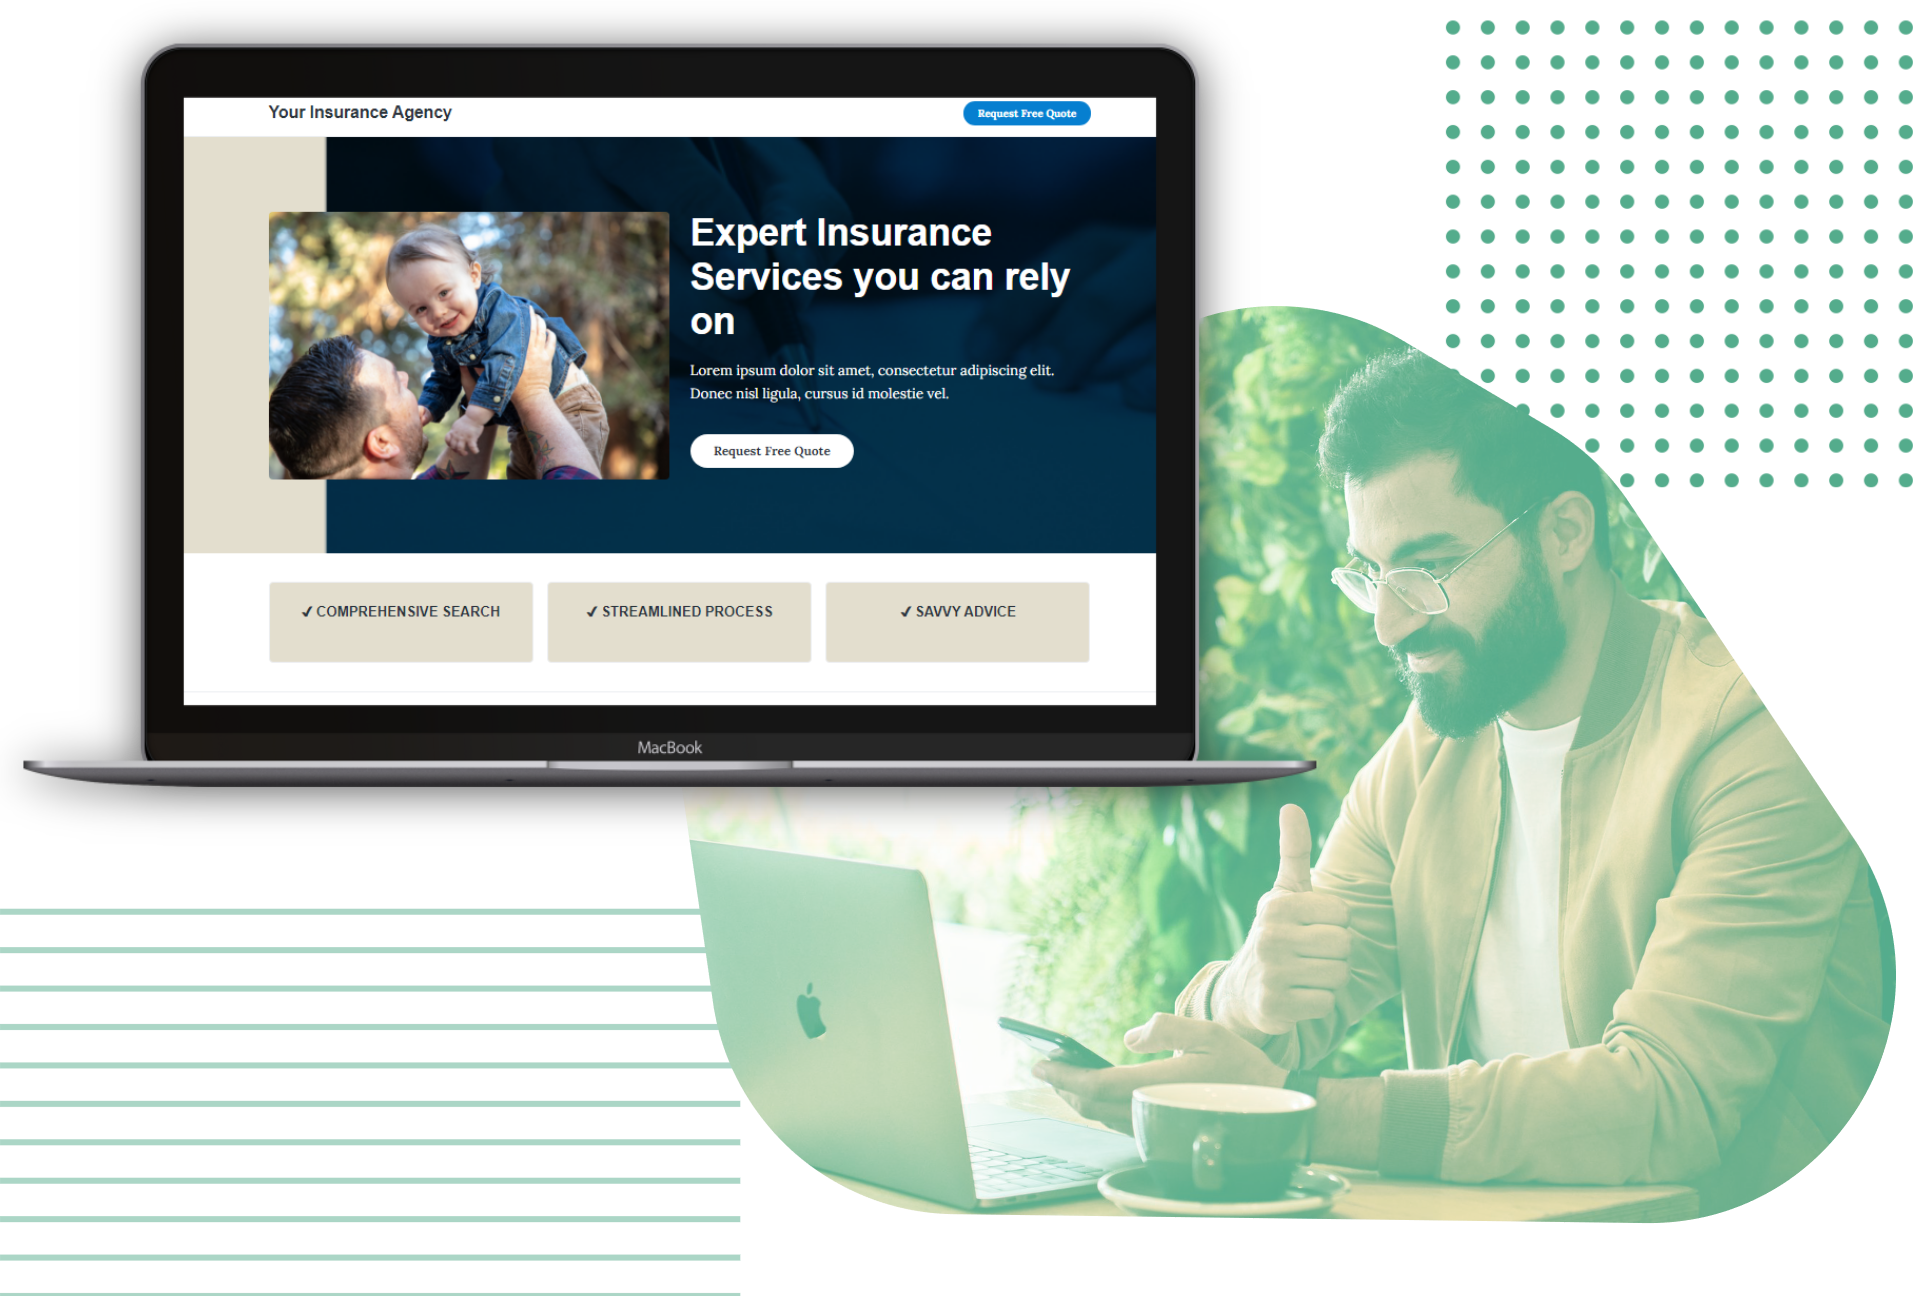 Your Insurance Agency
Request Free Quote
Expert Insurance
Services you can rely
on
Lorem ipsum dolor sit amet, consectetur adipiscing elit.
Donec nisl ligula, cursus id molestie vel.
Request Free Quote
✓ COMPREHENSIVE SEARCH
✓ STREAMLINED PROCESS
✓ SAVVY ADVICE
MacBook